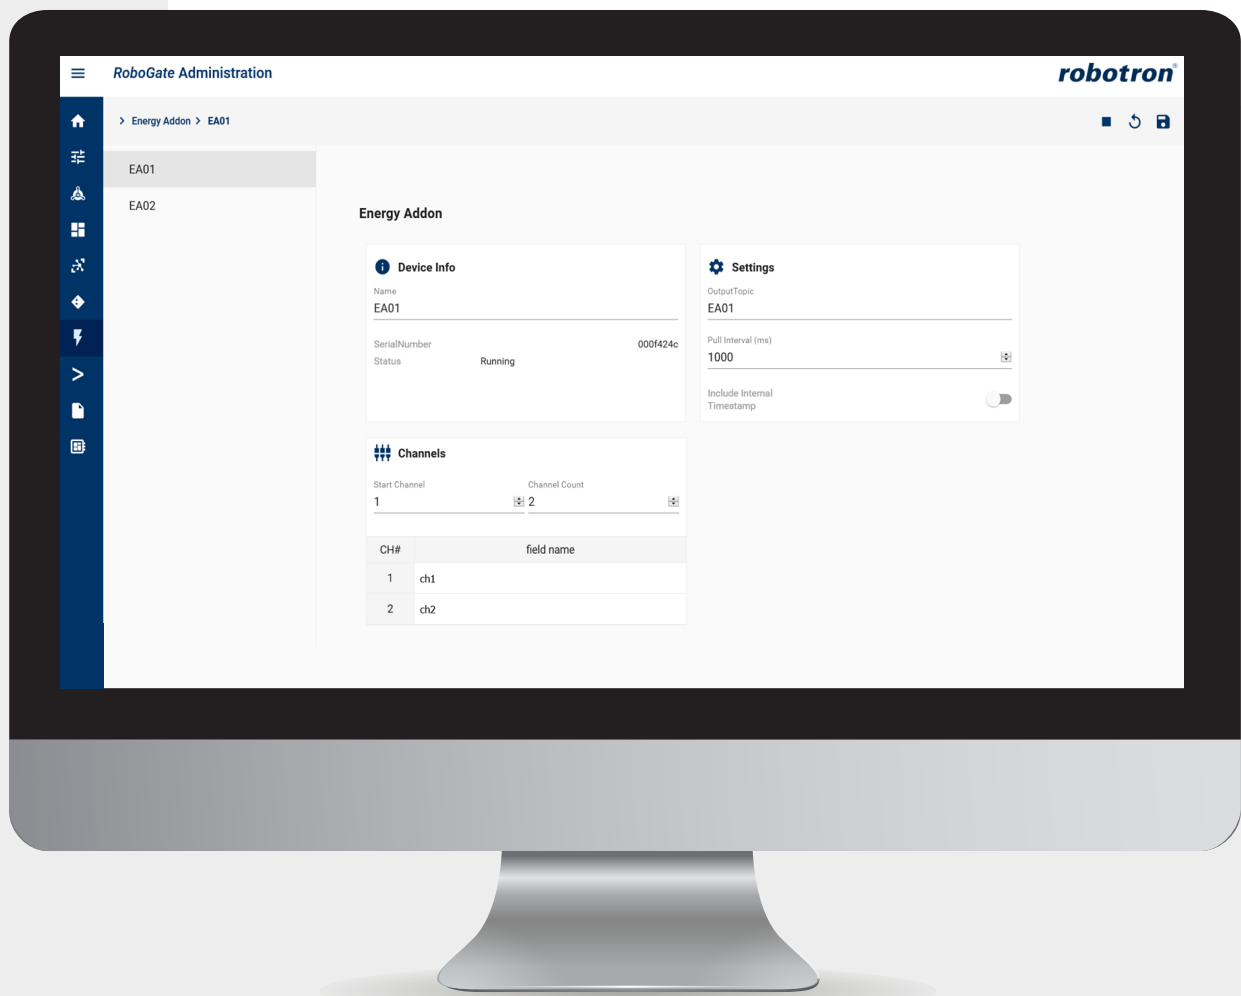 RoboGate Administration
robotron®
> Energy Addon > EA01
EA01
EA02
Energy Addon
Device Info
Name
EA01
SerialNumber 000f424c
Status Running
Settings
OutputTopic
EA01
Pull Interval (ms)
1000
Include Internal
Timestamp
Channels
Start Channel Channel Count
1 2
CH# field name
1 ch1
2 ch2